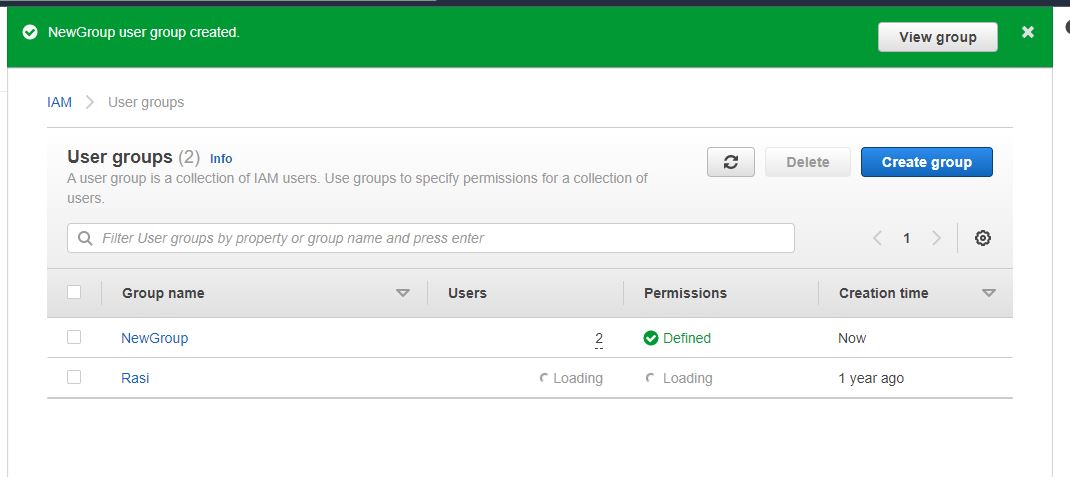 NewGroup user group created.
View group
IAM
User groups
User groups (2) Info
A user group is a collection of IAM users. Use groups to specify permissions for a collection of
users.
Delete
Create group
Filter User groups by property or group name and press enter
1
Group name Users Permissions Creation time
NewGroup 2 Defined Now
Rasi Loading Loading 1 year ago